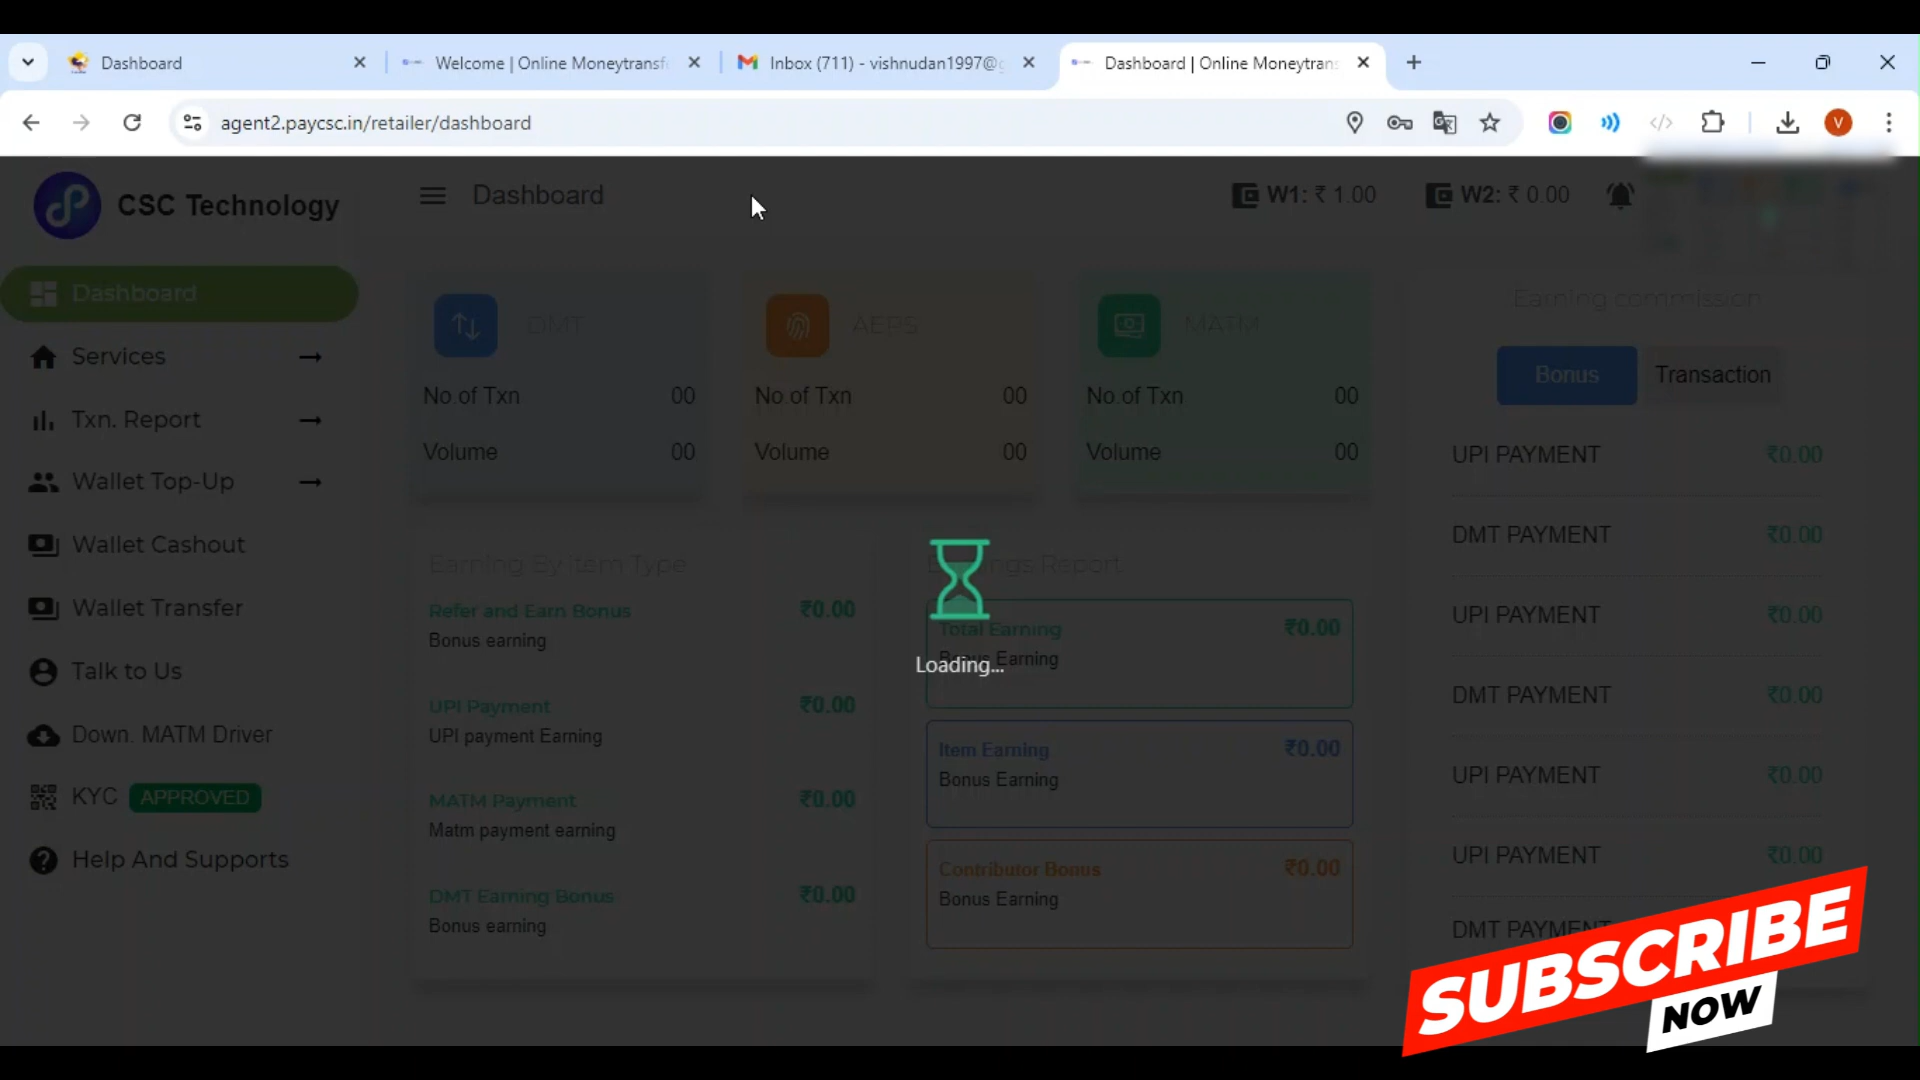 Dashboard
Welcome | Online Moneytransf
Inbox (711) - vishnudan1997@g
Dashboard | Online Moneytrans
agent2.paycsc.in/retailer/dashboard
V
CSC Technology
Dashboard
W1: ₹ 1.00
W2: ₹ 0.00
Dashboard
Services
Txn. Report
Wallet Top-Up
Wallet Cashout
Wallet Transfer
Talk to Us
Down. MATM Driver
KYC APPROVED
Help And Supports
DMT
No.of Txn 00
Volume 00
AEPS
No.of Txn 00
Volume 00
MATM
No.of Txn 00
Volume 00
Earning By item Type
Refer and Earn Bonus ₹0.00
Bonus earning
UPI Payment ₹0.00
UPI payment Earning
MATM Payment ₹0.00
Matm payment earning
DMT Earning Bonus ₹0.00
Bonus earning
Report
Loading...
Total Earning ₹0.00
Bonus Earning
Item Earning ₹0.00
Bonus Earning
Contributor Bonus ₹0.00
Bonus Earning
Earning commission
Bonus Transaction
UPI PAYMENT ₹0.00
DMT PAYMENT ₹0.00
UPI PAYMENT ₹0.00
DMT PAYMENT ₹0.00
UPI PAYMENT ₹0.00
UPI PAYMENT ₹0.00
DMT PAYMENT
SUBSCRIBE
NOW